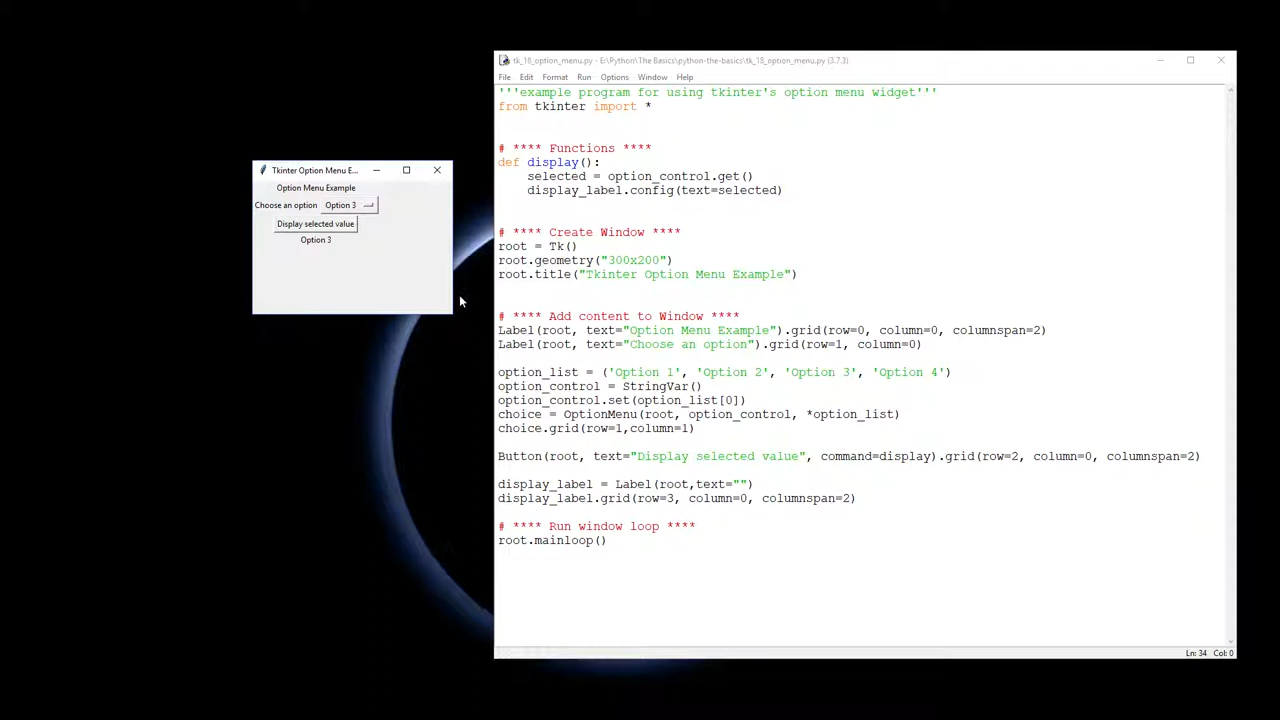 Tkinter Option Menu E...
Option Menu Example
Choose an option Option 3
Display selected value
Option 3
tk_18_option_menu.py - E:\Python\The Basics\python-the-basics\tk_18_option_menu.py (3.7.3)
File Edit Format Run Options Window Help
'''example program for using tkinter's option menu widget'''
from tkinter import *
# **** Functions ****
def display():
    selected = option_control.get()
    display_label.config(text=selected)
# **** Create Window ****
root = Tk()
root.geometry("300x200")
root.title("Tkinter Option Menu Example")
# **** Add content to Window ****
Label(root, text="Option Menu Example").grid(row=0, column=0, columnspan=2)
Label(root, text="Choose an option").grid(row=1, column=0)
option_list = ('Option 1', 'Option 2', 'Option 3', 'Option 4')
option_control = StringVar()
option_control.set(option_list[0])
choice = OptionMenu(root, option_control, *option_list)
choice.grid(row=1,column=1)
Button(root, text="Display selected value", command=display).grid(row=2, column=0, columnspan=2)
display_label = Label(root,text="")
display_label.grid(row=3, column=0, columnspan=2)
# **** Run window loop ****
root.mainloop()
Ln: 34 Col: 0